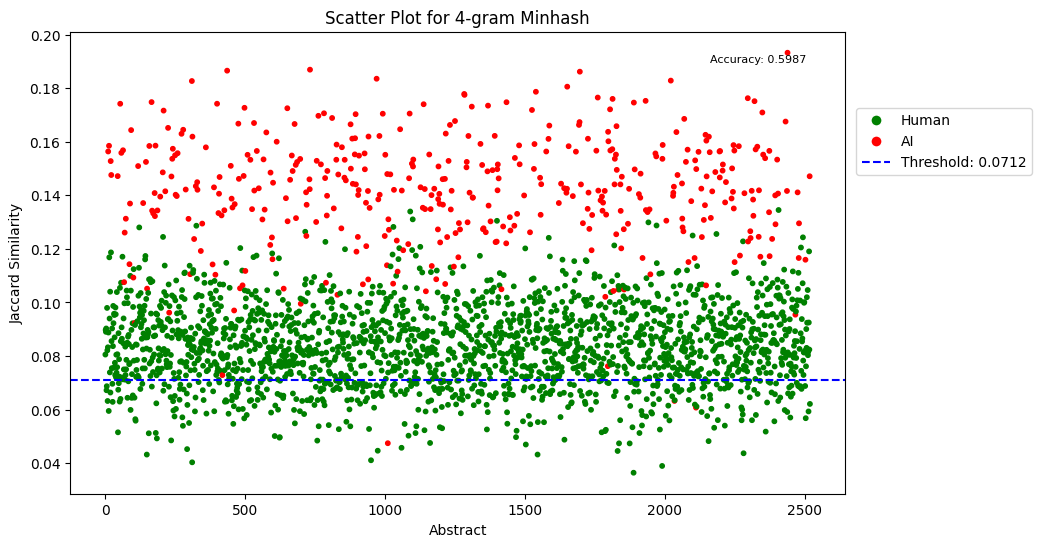 Scatter Plot for 4-gram Minhash
Accuracy: 0.5987
Jaccard Similarity
0.20
0.18
0.16
0.14
0.12
0.10
0.08
0.06
0.04
0
500
1000
1500
2000
2500
Abstract
Human
AI
Threshold: 0.0712